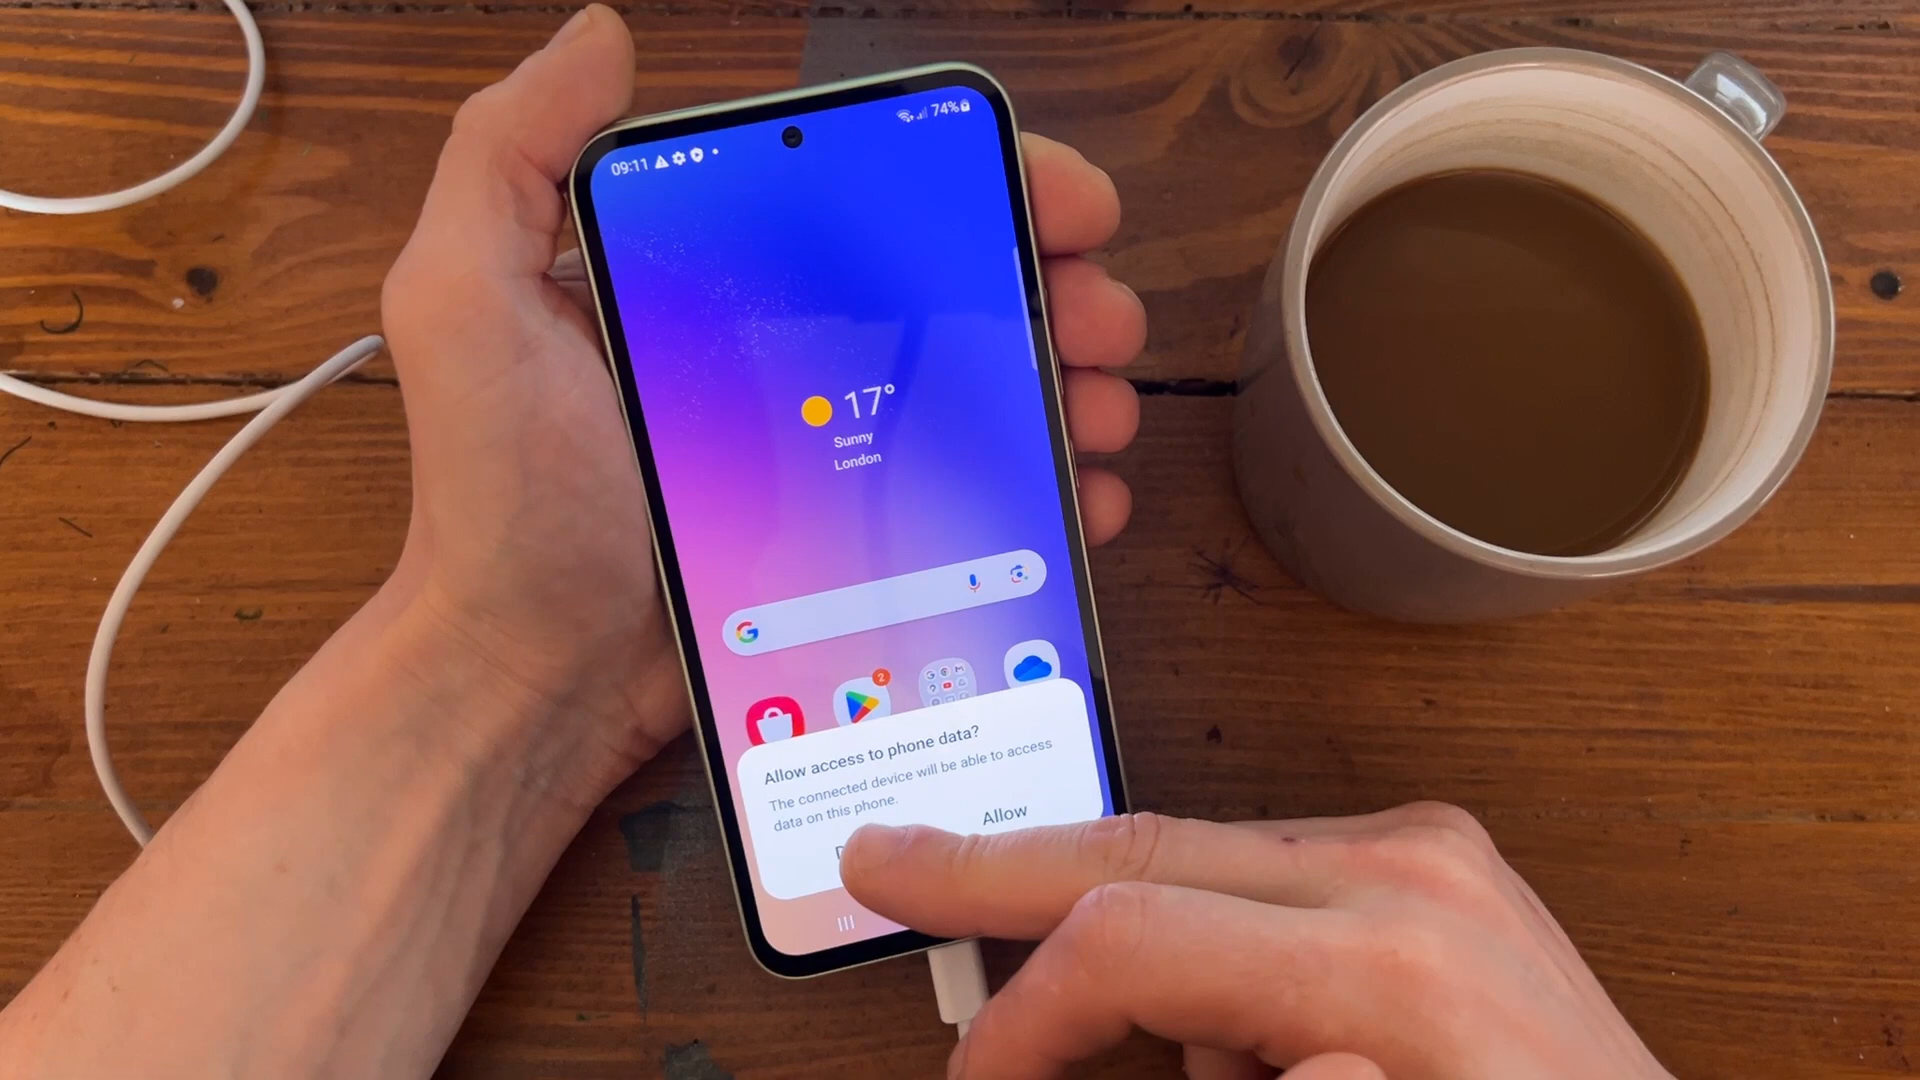 09:11
74%
17°
Sunny
London
G
2
Allow access to phone data?
The connected device will be able to access
data on this phone.
Allow